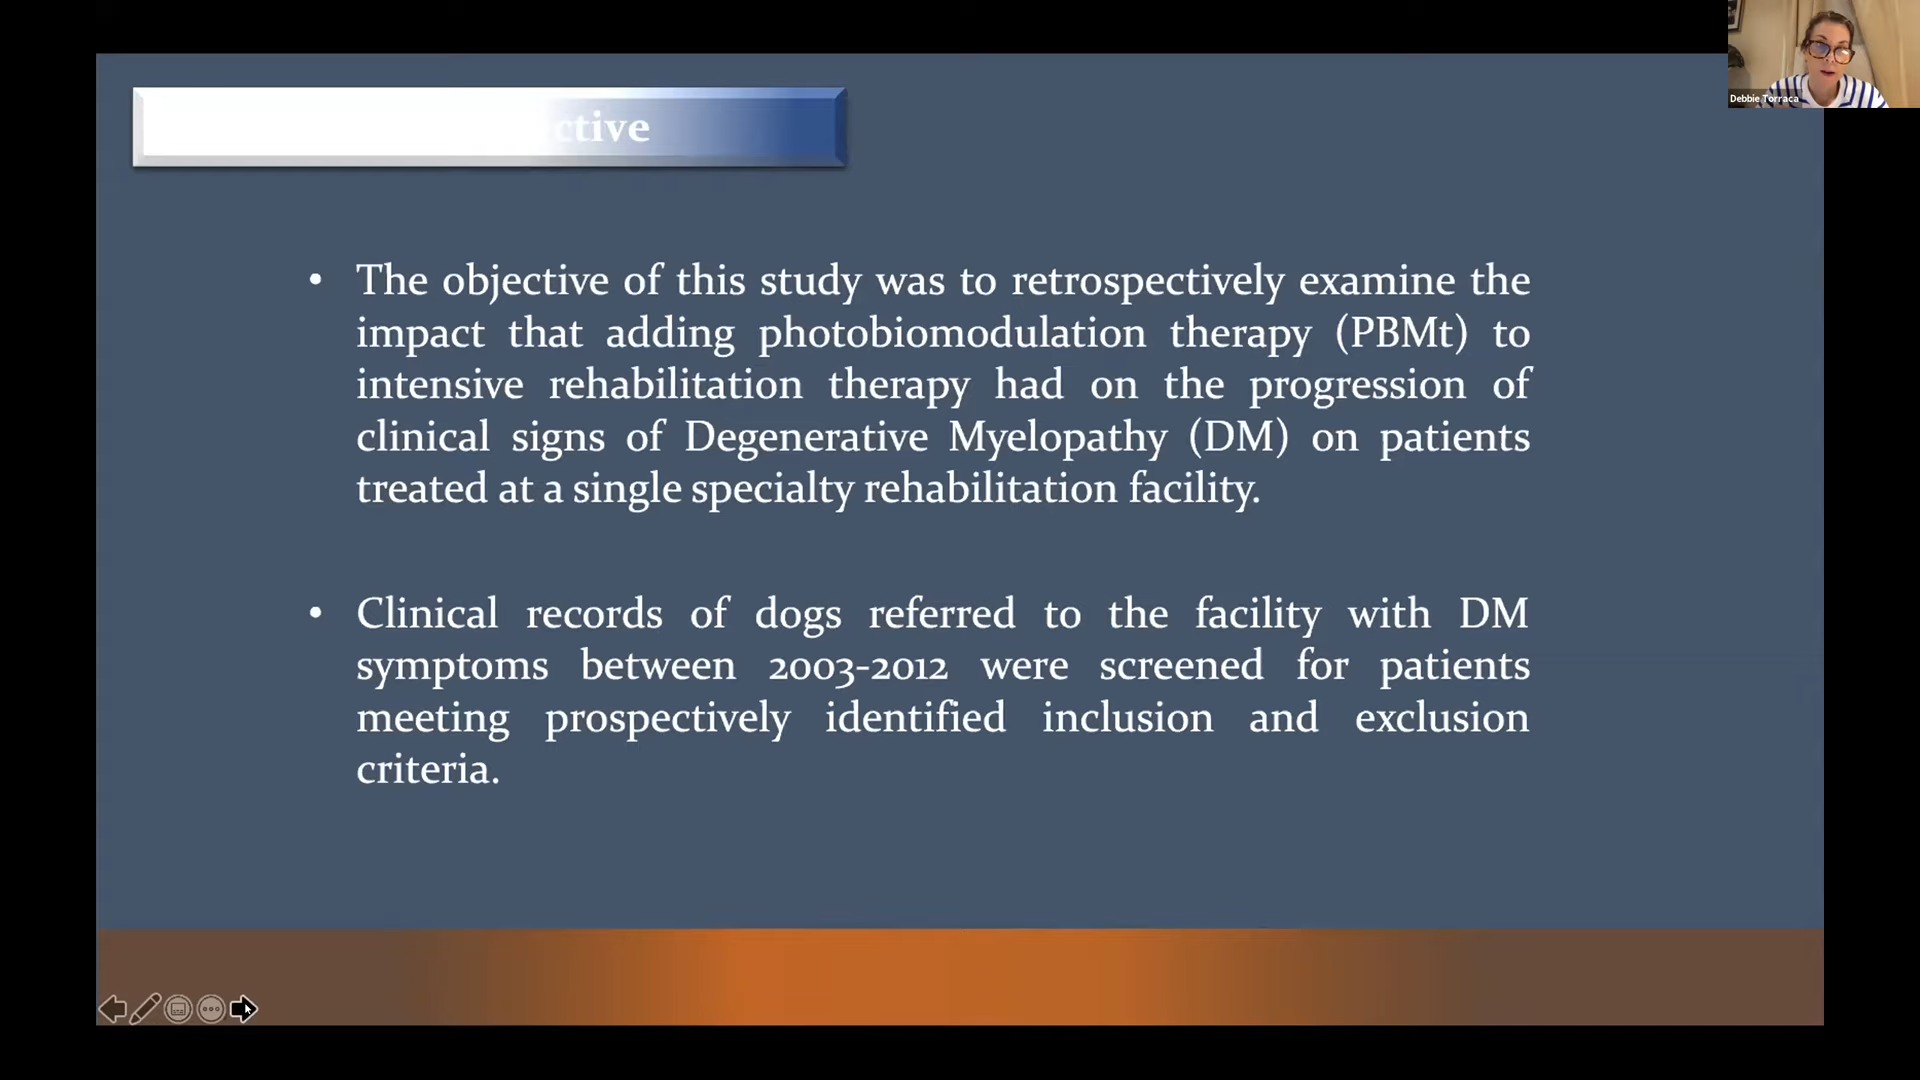 ctive
• The objective of this study was to retrospectively examine the
impact that adding photobiomodulation therapy (PBMt) to
intensive rehabilitation therapy had on the progression of
clinical signs of Degenerative Myelopathy (DM) on patients
treated at a single specialty rehabilitation facility.
• Clinical records of dogs referred to the facility with DM
symptoms between 2003-2012 were screened for patients
meeting prospectively identified inclusion and exclusion
criteria.
Debbie Torraca